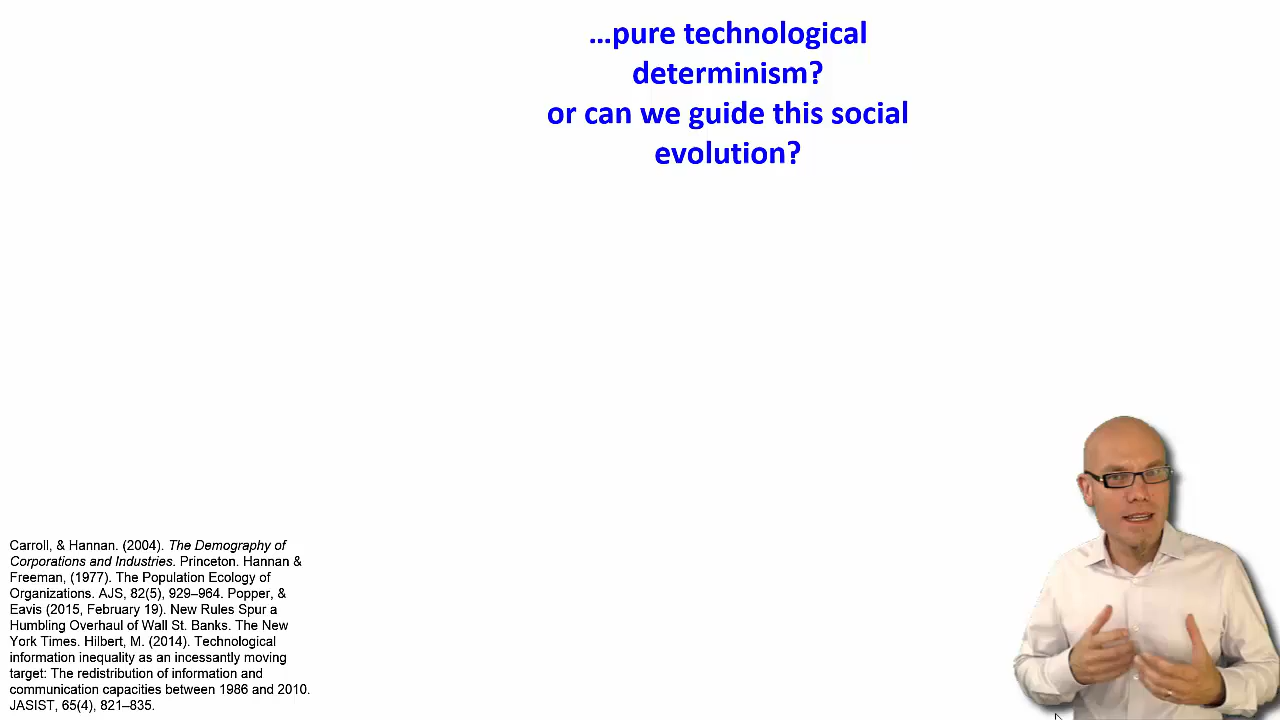 …pure technological
determinism?
or can we guide this social
evolution?
Carroll, & Hannan. (2004). The Demography of
Corporations and Industries. Princeton. Hannan &
Freeman, (1977). The Population Ecology of
Organizations. AJS, 82(5), 929–964. Popper, &
Eavis (2015, February 19). New Rules Spur a
Humbling Overhaul of Wall St. Banks. The New
York Times. Hilbert, M. (2014). Technological
information inequality as an incessantly moving
target: The redistribution of information and
communication capacities between 1986 and 2010.
JASIST, 65(4), 821–835.